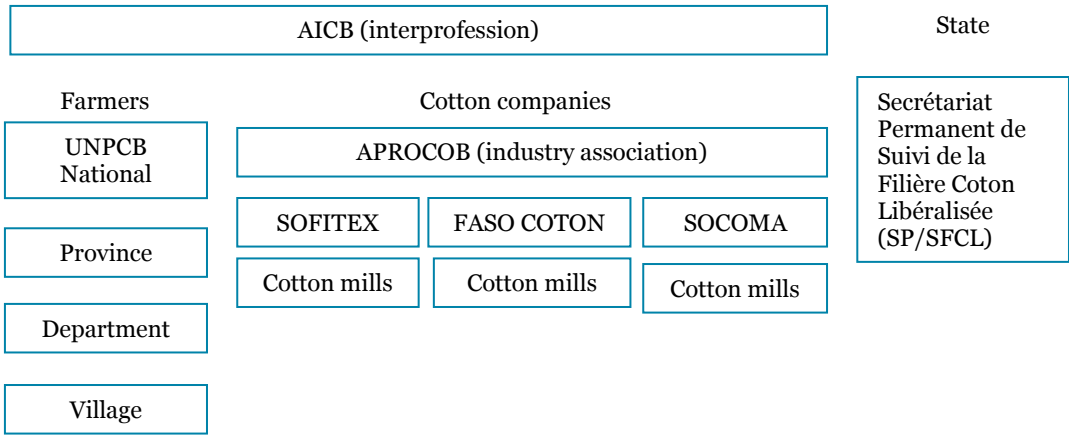 AICB (interprofession)
State
Farmers
Cotton companies
UNPCB
National
APROCOB (industry association)
Secrétariat
Permanent de
Suivi de la
Filière Coton
Libéralisée
(SP/SFCL)
SOFITEX
FASO COTON
SOCOMA
Province
Cotton mills
Cotton mills
Cotton mills
Department
Village